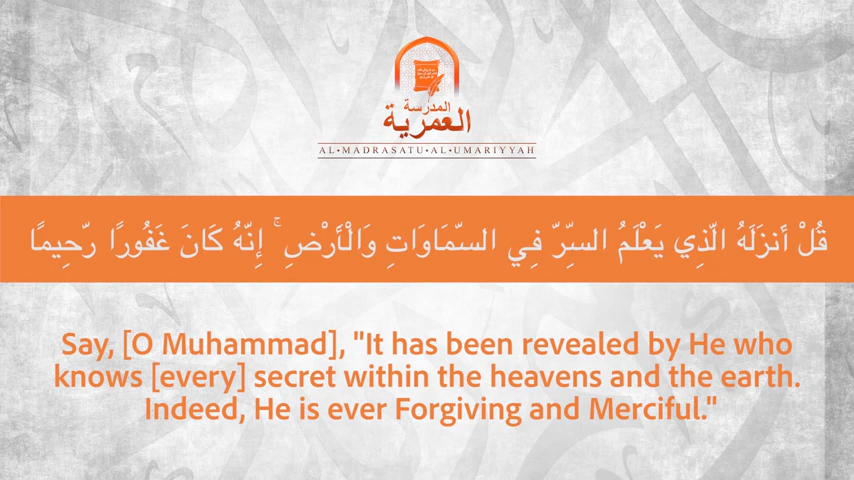 المدرسة
العمرية
AL•MADRASATU•AL•UMARIYYAH
قُلْ أَنزَلَهُ الَّذِي يَعْلَمُ السِّرَّ فِي السَّمَاوَاتِ وَالْأَرْضِ ۚ إِنَّهُ كَانَ غَفُورًا رَّحِيمًا
Say, [O Muhammad], "It has been revealed by He who
knows [every] secret within the heavens and the earth.
Indeed, He is ever Forgiving and Merciful."